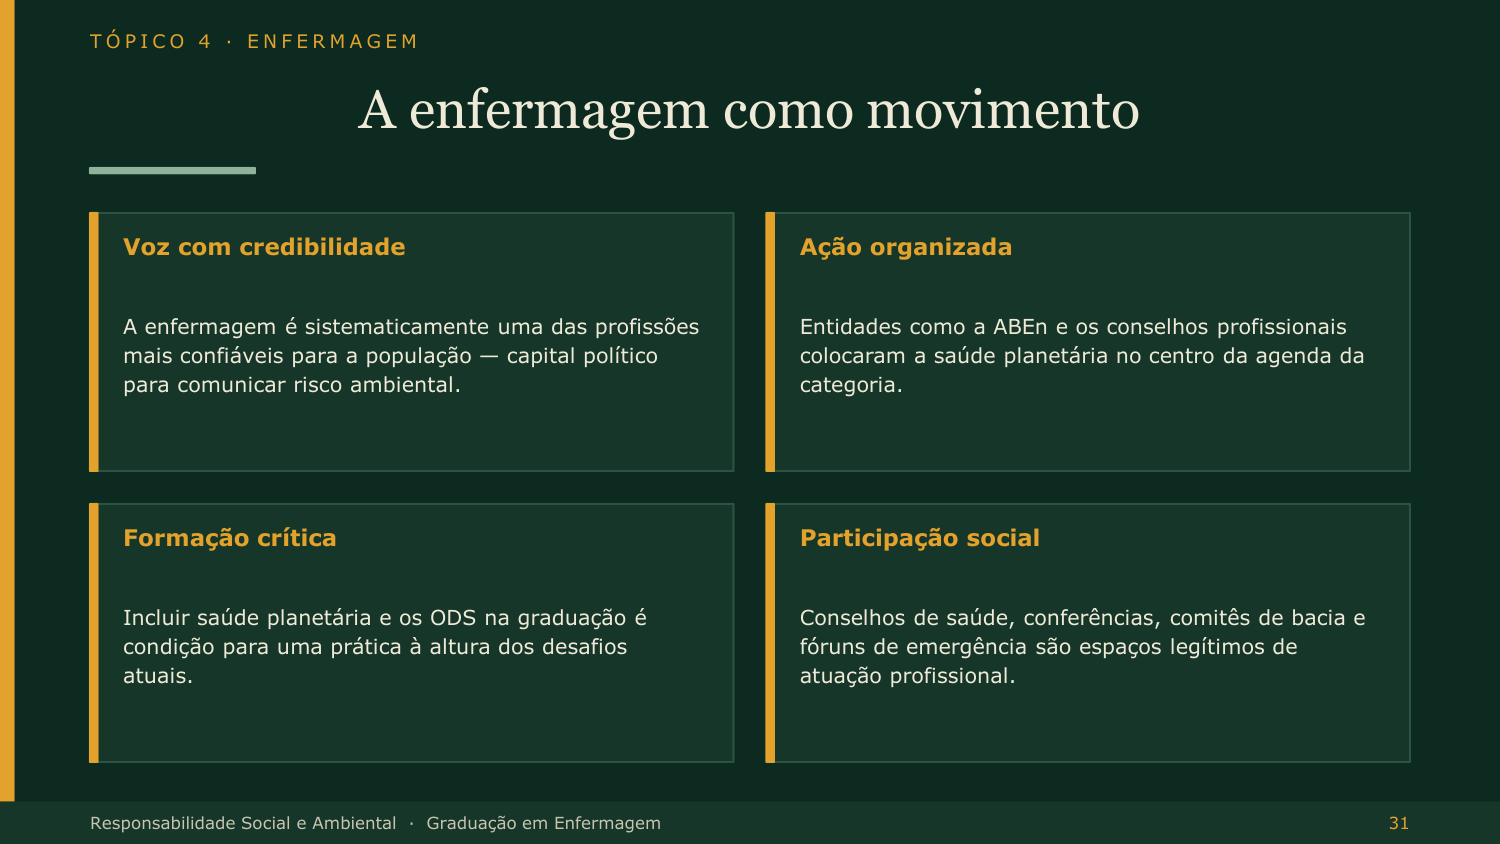 TÓPICO 4 · ENFERMAGEM
A enfermagem como movimento
Voz com credibilidade
A enfermagem é sistematicamente uma das profissões
mais confiáveis para a população — capital político
para comunicar risco ambiental.
Ação organizada
Entidades como a ABEn e os conselhos profissionais
colocaram a saúde planetária no centro da agenda da
categoria.
Formação crítica
Incluir saúde planetária e os ODS na graduação é
condição para uma prática à altura dos desafios
atuais.
Participação social
Conselhos de saúde, conferências, comitês de bacia e
fóruns de emergência são espaços legítimos de
atuação profissional.
Responsabilidade Social e Ambiental · Graduação em Enfermagem
31